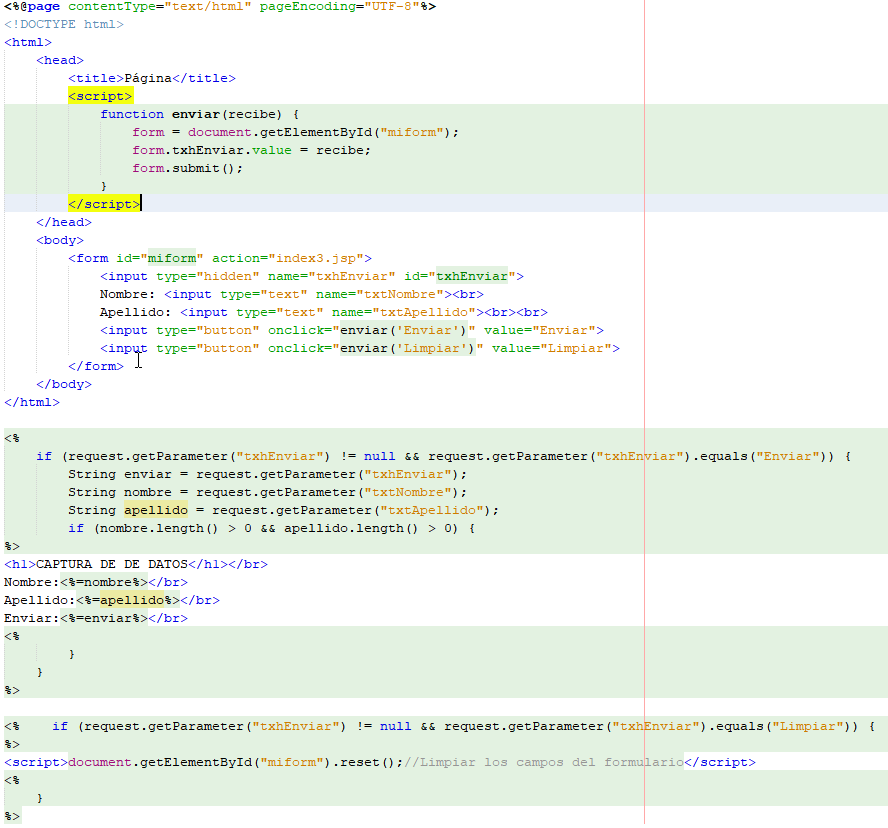 <%@page contentType="text/html" pageEncoding="UTF-8"%>
<!DOCTYPE html>
<html>
    <head>
        <title>Página</title>
        <script>
            function enviar(recibe) {
                form = document.getElementById("miform");
                form.txhEnviar.value = recibe;
                form.submit();
            }
        </script>
    </head>
    <body>
        <form id="miform" action="index3.jsp">
            <input type="hidden" name="txhEnviar" id="txhEnviar">
            Nombre: <input type="text" name="txtNombre"><br>
            Apellido: <input type="text" name="txtApellido"><br><br>
            <input type="button" onclick="enviar('Enviar')" value="Enviar">
            <input type="button" onclick="enviar('Limpiar')" value="Limpiar">
        </form>
    </body>
</html>

<%
    if (request.getParameter("txhEnviar") != null && request.getParameter("txhEnviar").equals("Enviar")) {
        String enviar = request.getParameter("txhEnviar");
        String nombre = request.getParameter("txtNombre");
        String apellido = request.getParameter("txtApellido");
        if (nombre.length() > 0 && apellido.length() > 0) {
%>
<h1>CAPTURA DE DE DATOS</h1></br>
Nombre:<%=nombre%></br>
Apellido:<%=apellido%></br>
Enviar:<%=enviar%></br>
<%
        }
    }
%>

<%    if (request.getParameter("txhEnviar") != null && request.getParameter("txhEnviar").equals("Limpiar")) {
%>
<script>document.getElementById("miform").reset();//Limpiar los campos del formulario</script>
<%
    }
%>